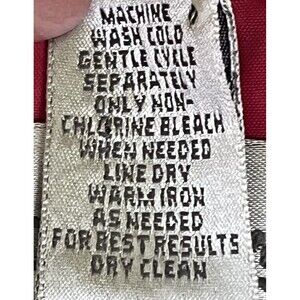 MACHINE
WASH COLD
GENTLE CYCLE
SEPARATELY
ONLY NON-
CHLORINE BLEACH
WHEN NEEDED
LINE DRY
WARM IRON
AS NEEDED
FOR BEST RESULTS
DRY CLEAN